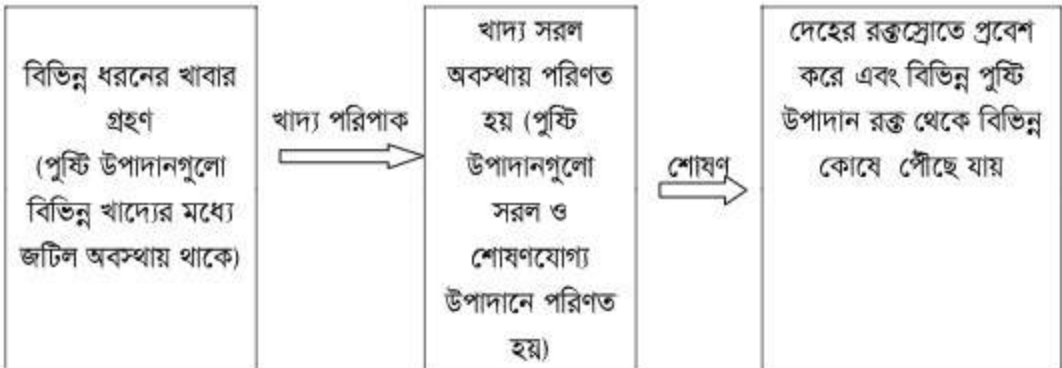 বিভিন্ন ধরনের খাবার
গ্রহণ
(পুষ্টি উপাদানগুলো
বিভিন্ন খাদ্যের মধ্যে
জটিল অবস্থায় থাকে)
খাদ্য পরিপাক
খাদ্য সরল
অবস্থায় পরিণত
হয় (পুষ্টি
উপাদানগুলো
সরল ও
শোষণযোগ্য
উপাদানে পরিণত
হয়)
শোষণ
দেহের রক্তস্রোতে প্রবেশ
করে এবং বিভিন্ন পুষ্টি
উপাদান রক্ত থেকে বিভিন্ন
কোষে পৌঁছে যায়